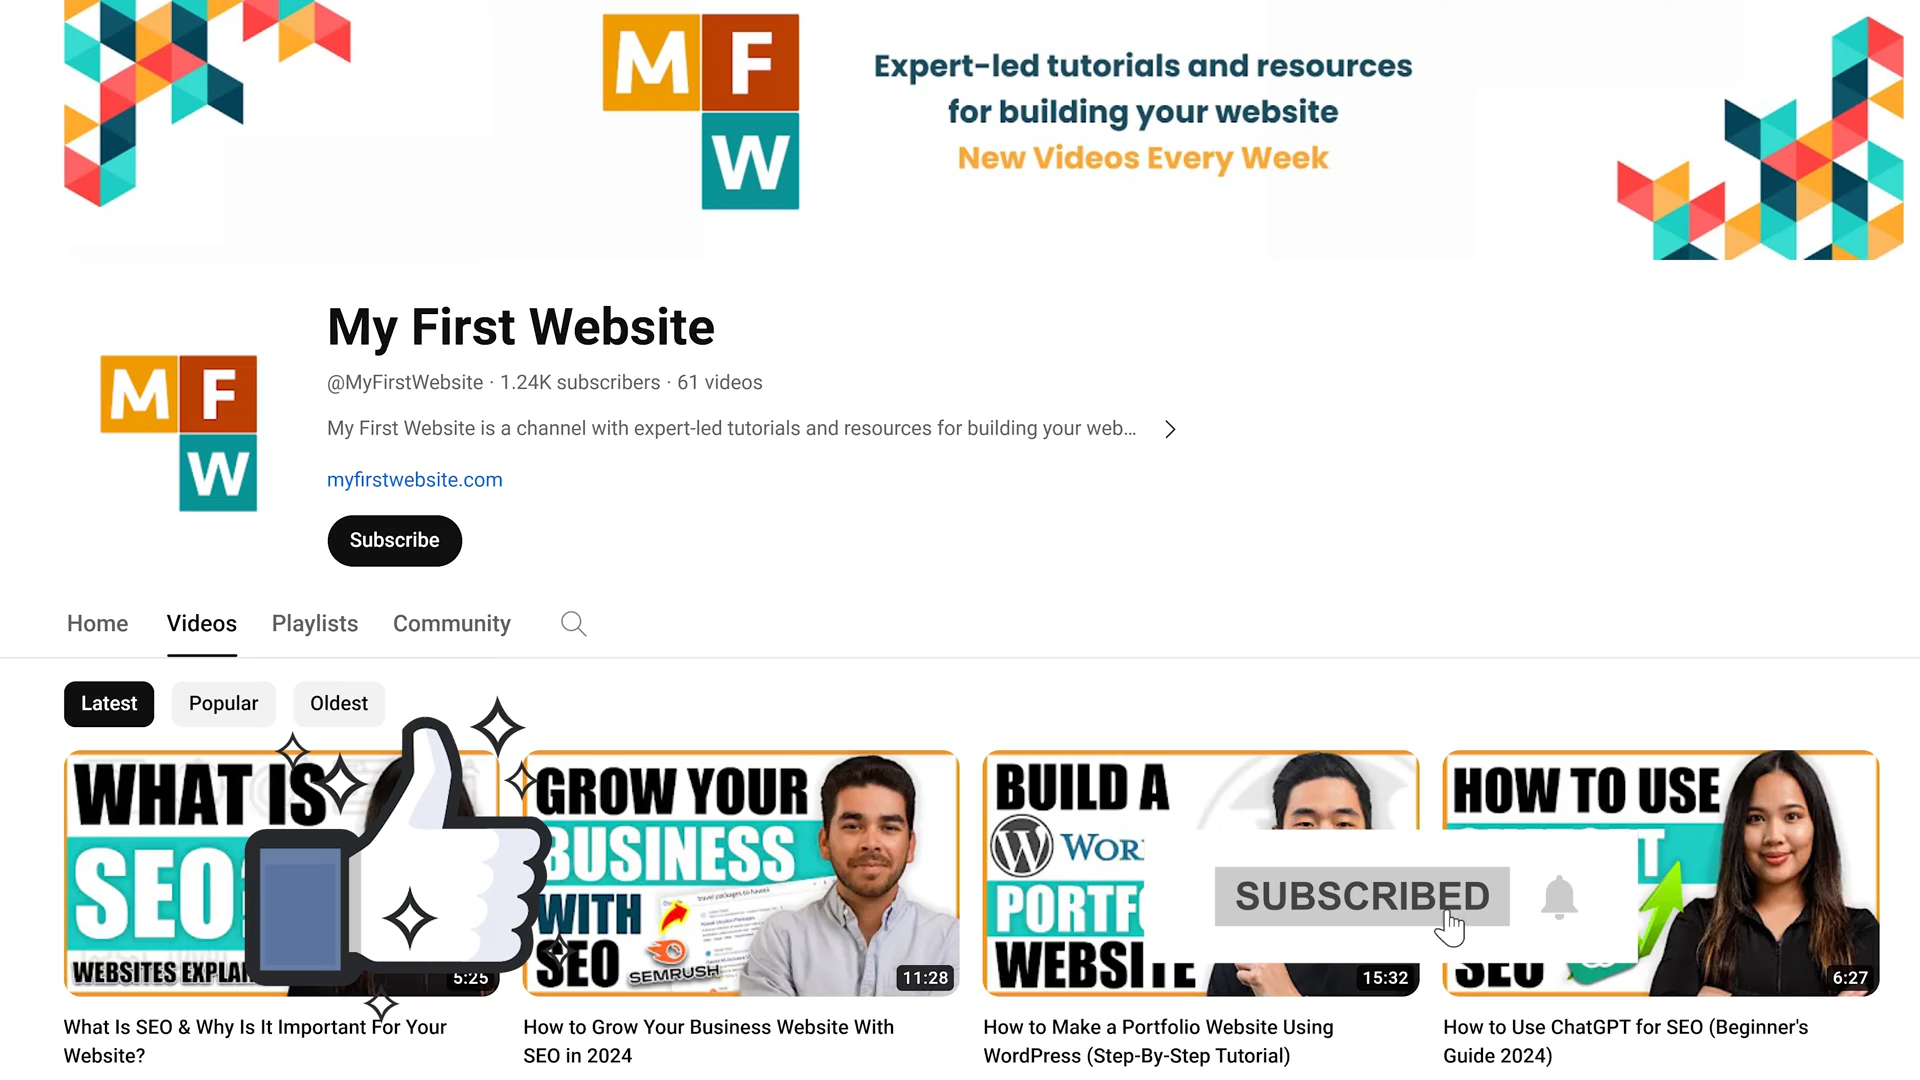 M F
W
Expert-led tutorials and resources
for building your website
New Videos Every Week
My First Website
M F
W
@MyFirstWebsite · 1.24K subscribers · 61 videos
My First Website is a channel with expert-led tutorials and resources for building your web...
myfirstwebsite.com
Subscribe
Home Videos Playlists Community
Latest Popular Oldest
WHAT IS
SEO?
WEBSITES
5:25
What Is SEO & Why Is It Important For Your
Website?
GROW YOUR
BUSINESS
WITH
SEO
SEMRUSH
11:28
How to Grow Your Business Website With
SEO in 2024
BUILD A
WOR
PORTF
WEBSITE
15:32
How to Make a Portfolio Website Using
WordPress (Step-By-Step Tutorial)
HOW TO USE
T
SEO
6:27
How to Use ChatGPT for SEO (Beginner's
Guide 2024)
SUBSCRIBED